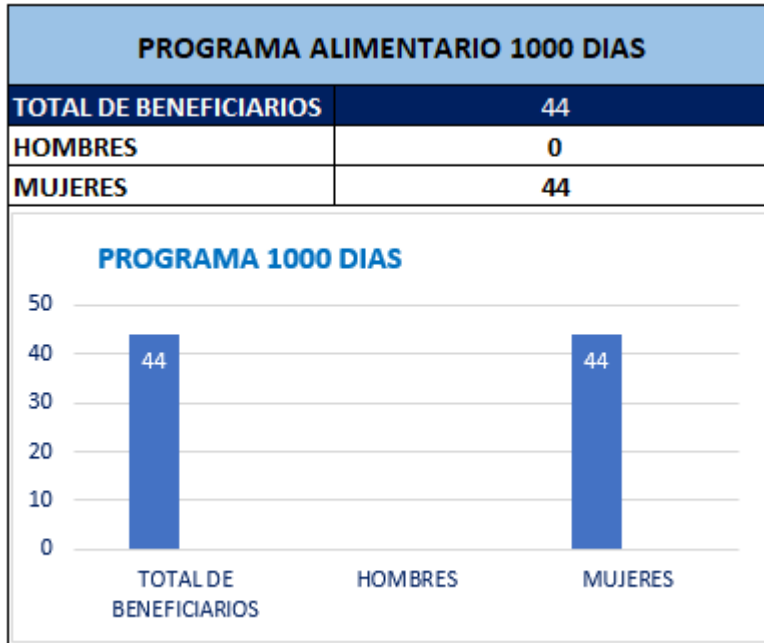 PROGRAMA ALIMENTARIO 1000 DIAS
TOTAL DE BENEFICIARIOS 44
HOMBRES 0
MUJERES 44
PROGRAMA 1000 DIAS
50
40
30
20
10
0
44
44
TOTAL DE
BENEFICIARIOS
HOMBRES
MUJERES